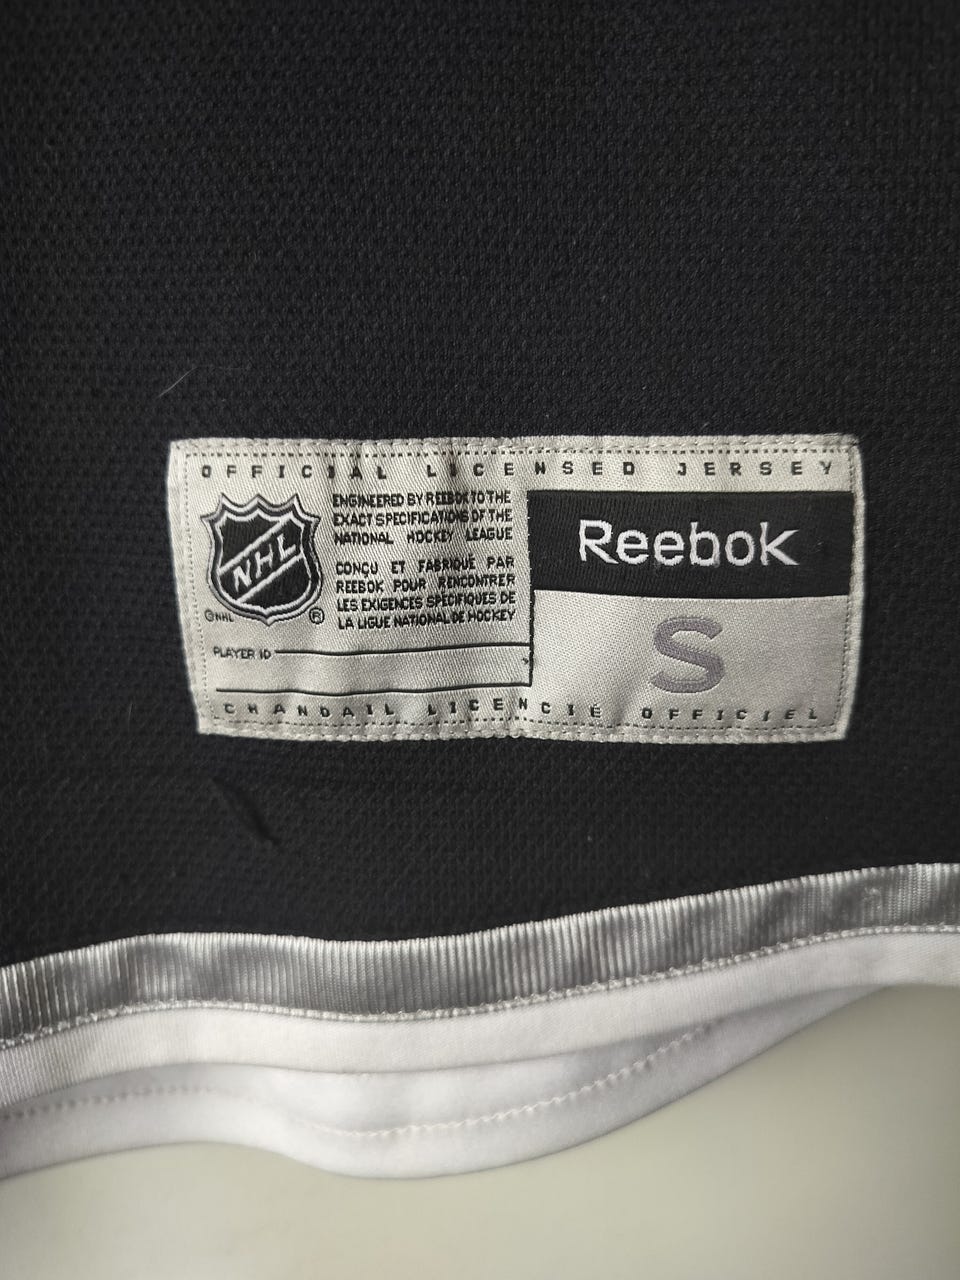 OFFICIAL LICENSED JERSEY
NHL
©NHL
®
ENGINEERED BY REEBOK TO THE
EXACT SPECIFICATIONS OF THE
NATIONAL HOCKEY LEAGUE
CONÇU ET FABRIQUÉ PAR
REEBOK POUR RENCONTRER
LES EXIGENCES SPÉCIFIQUES DE
LA LIGUE NATIONAL DE HOCKEY
PLAYER ID
Reebok
S
CHANDAIL LICENCIÉ OFFICIEL